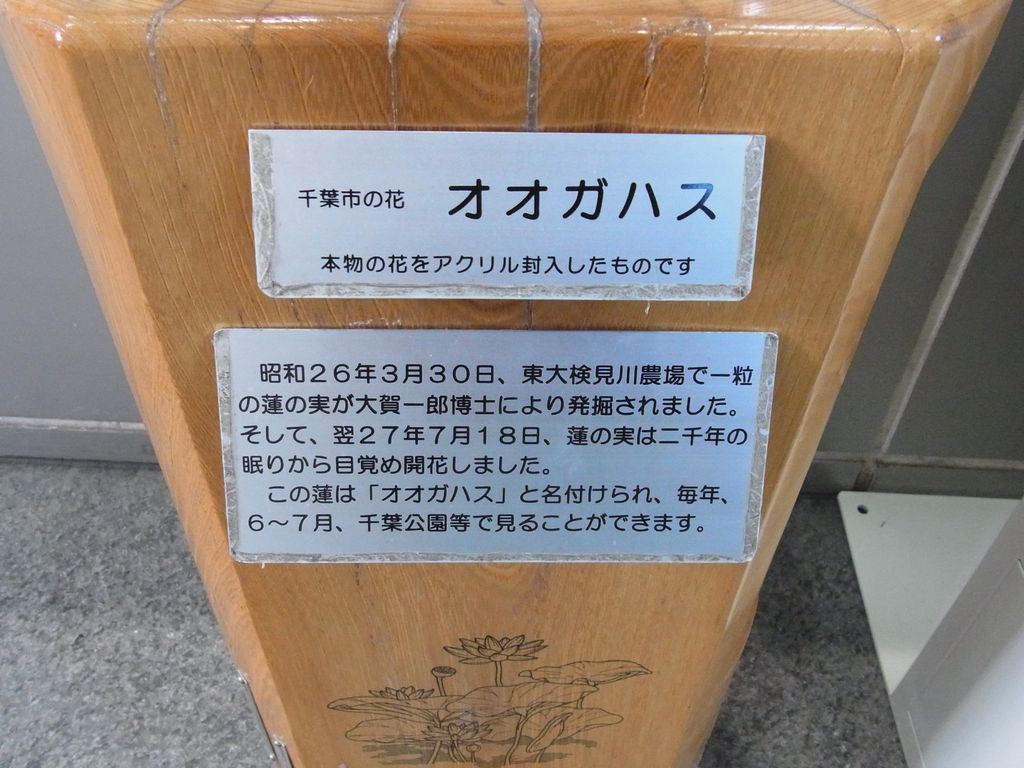 千葉市の花　オオガハス
本物の花をアクリル封入したものです
昭和２６年３月３０日、東大検見川農場で一粒
の蓮の実が大賀一郎博士により発掘されました。
そして、翌２７年７月１８日、蓮の実は二千年の
眠りから目覚め開花しました。
この蓮は「オオガハス」と名付けられ、毎年、
６～７月、千葉公園等で見ることができます。